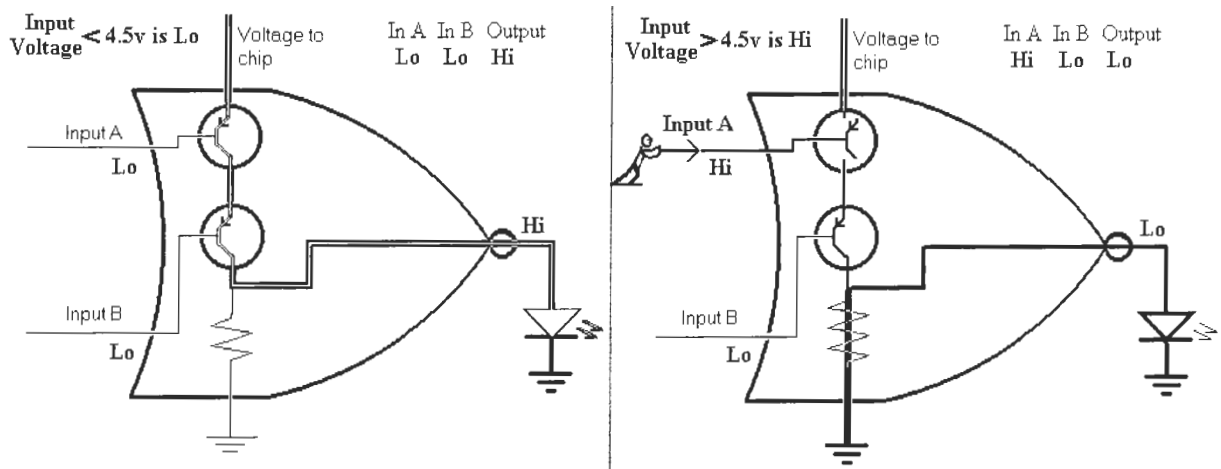 Input
Voltage < 4.5v is Lo
Voltage to
chip
In A In B Output
Lo Lo Hi
Input A
Lo
Hi
Input B
Lo
Input
Voltage > 4.5v is Hi
Voltage to
chip
In A In B Output
Hi Lo Lo
Input A
Hi
Lo
Input B
Lo